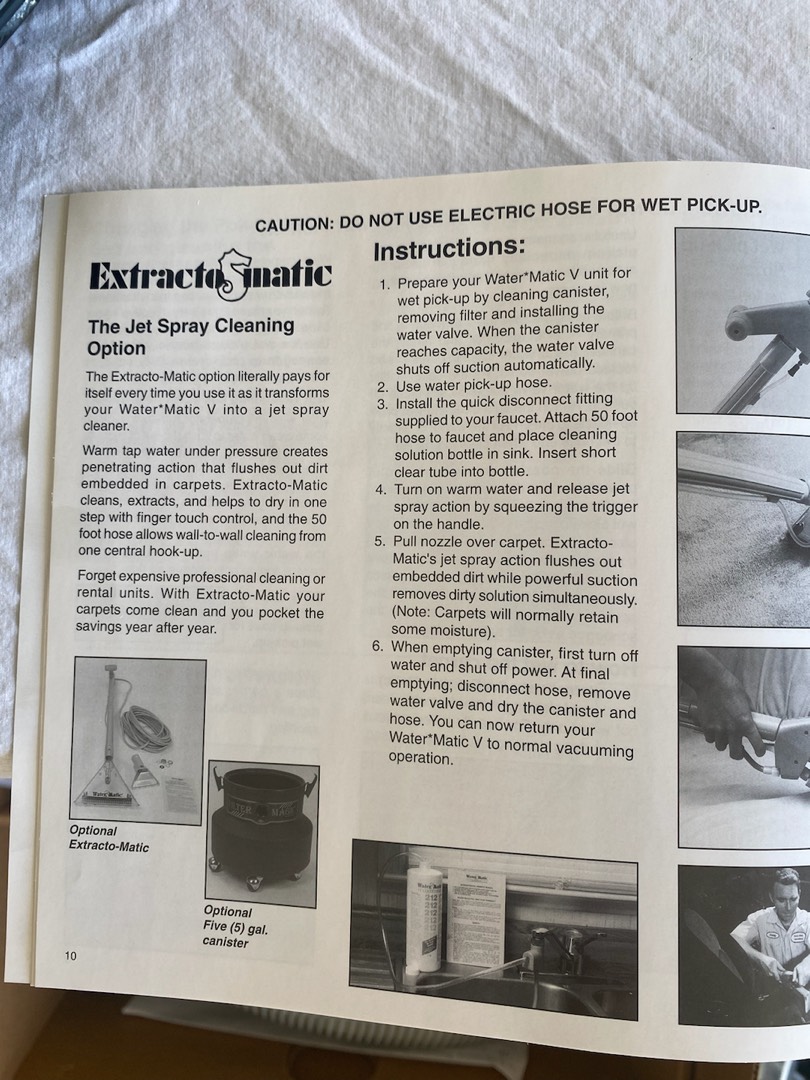 CAUTION: DO NOT USE ELECTRIC HOSE FOR WET PICK-UP.
Extracto matic
The Jet Spray Cleaning
Option
The Extracto-Matic option literally pays for
itself every time you use it as it transforms
your Water*Matic V into a jet spray
cleaner.
Warm tap water under pressure creates
penetrating action that flushes out dirt
embedded in carpets. Extracto-Matic
cleans, extracts, and helps to dry in one
step with finger touch control, and the 50
foot hose allows wall-to-wall cleaning from
one central hook-up.
Forget expensive professional cleaning or
rental units. With Extracto-Matic your
carpets come clean and you pocket the
savings year after year.
Water Matic
Optional
Extracto-Matic
WATER MATIC
Optional
Five (5) gal.
canister
10
Instructions:
1. Prepare your Water*Matic V unit for
wet pick-up by cleaning canister,
removing filter and installing the
water valve. When the canister
reaches capacity, the water valve
shuts off suction automatically.
2. Use water pick-up hose.
3. Install the quick disconnect fitting
supplied to your faucet. Attach 50 foot
hose to faucet and place cleaning
solution bottle in sink. Insert short
clear tube into bottle.
4. Turn on warm water and release jet
spray action by squeezing the trigger
on the handle.
5. Pull nozzle over carpet. Extracto-
Matic's jet spray action flushes out
embedded dirt while powerful suction
removes dirty solution simultaneously.
(Note: Carpets will normally retain
some moisture).
6. When emptying canister, first turn off
water and shut off power. At final
emptying; disconnect hose, remove
water valve and dry the canister and
hose. You can now return your
Water*Matic V to normal vacuuming
operation.
Water Matic
212
212
212
212